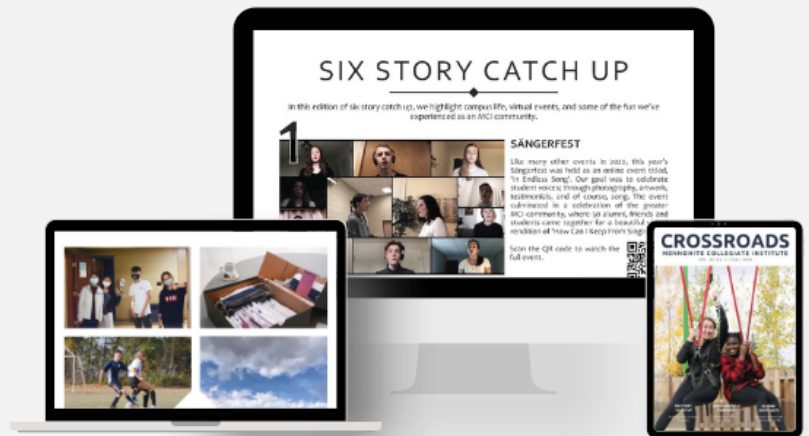 SIX STORY CATCH UP
In this edition of six story catch up, we highlight campus life, virtual events, and some of the fun we've
experienced as an MCI community.
1
SÄNGERFEST
Like many other events in 2020, this year's
Sängerfest was held as an online event titled,
'In Endless Song'. Our goal was to celebrate
student voices; through photography, artwork,
testimonials, and of course, song. The event
culminated in a celebration of the greater
MCI community, where 50 alumni, friends and
students came together for a beautiful
rendition of 'How Can I Keep From Singi
Scan the QR code to watch the
full event.
CROSSROADS
MENNONITE COLLEGIATE INSTITUTE